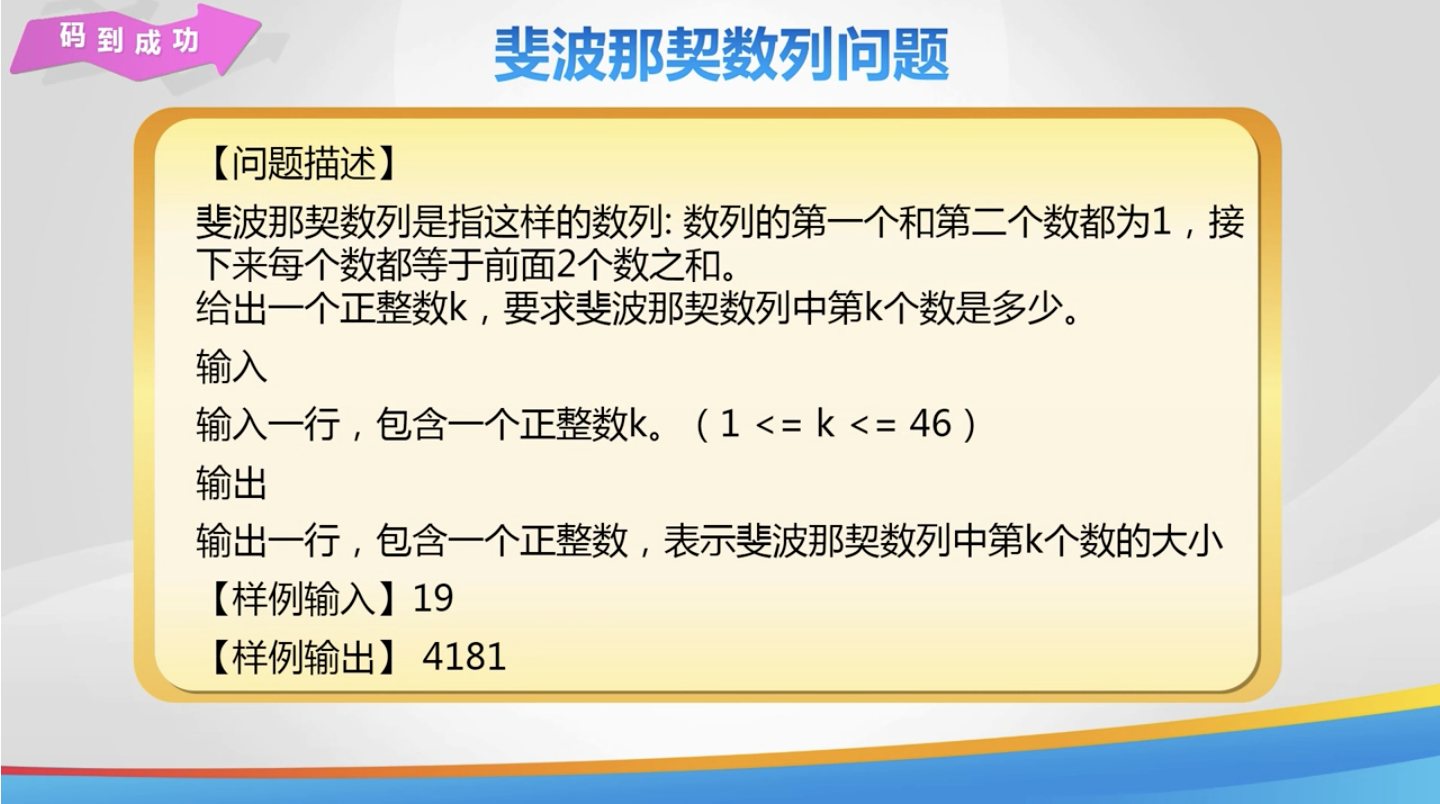 码到成功
斐波那契数列问题
【问题描述】
斐波那契数列是指这样的数列: 数列的第一个和第二个数都为1，接
下来每个数都等于前面2个数之和。
给出一个正整数k，要求斐波那契数列中第k个数是多少。
输入
输入一行，包含一个正整数k。（1 <= k <= 46）
输出
输出一行，包含一个正整数，表示斐波那契数列中第k个数的大小
【样例输入】19
【样例输出】 4181